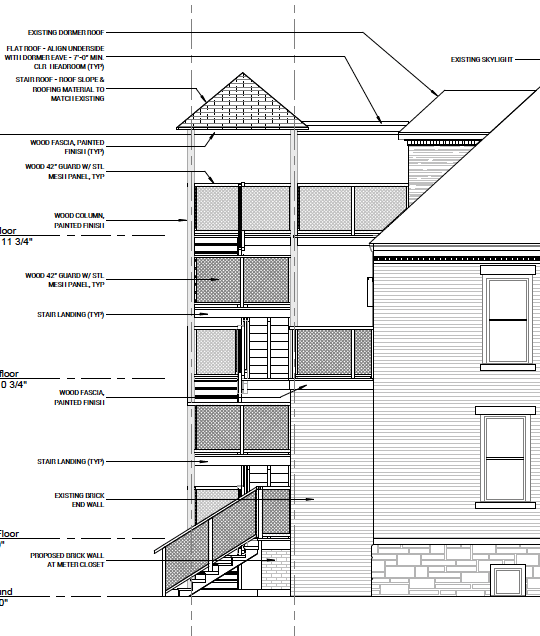 EXISTING DORMER ROOF
FLAT ROOF - ALIGN UNDERSIDE
WITH DORMER EAVE - 7'-0" MIN.
CLR HEADROOM (TYP)
EXISTING SKYLIGHT
STAIR ROOF - ROOF SLOPE &
ROOFING MATERIAL TO
MATCH EXISTING
WOOD FASCIA, PAINTED
FINISH (TYP)
WOOD 42" GUARD W/ STL
MESH PANEL, TYP
WOOD COLUMN,
PAINTED FINISH
loor
11 3/4"
WOOD 42" GUARD W/ STL
MESH PANEL, TYP
STAIR LANDING (TYP)
floor
0 3/4"
WOOD FASCIA,
PAINTED FINISH
STAIR LANDING (TYP)
EXISTING BRICK
END WALL
Floor
0"
PROPOSED BRICK WALL
AT METER CLOSET
und
0"